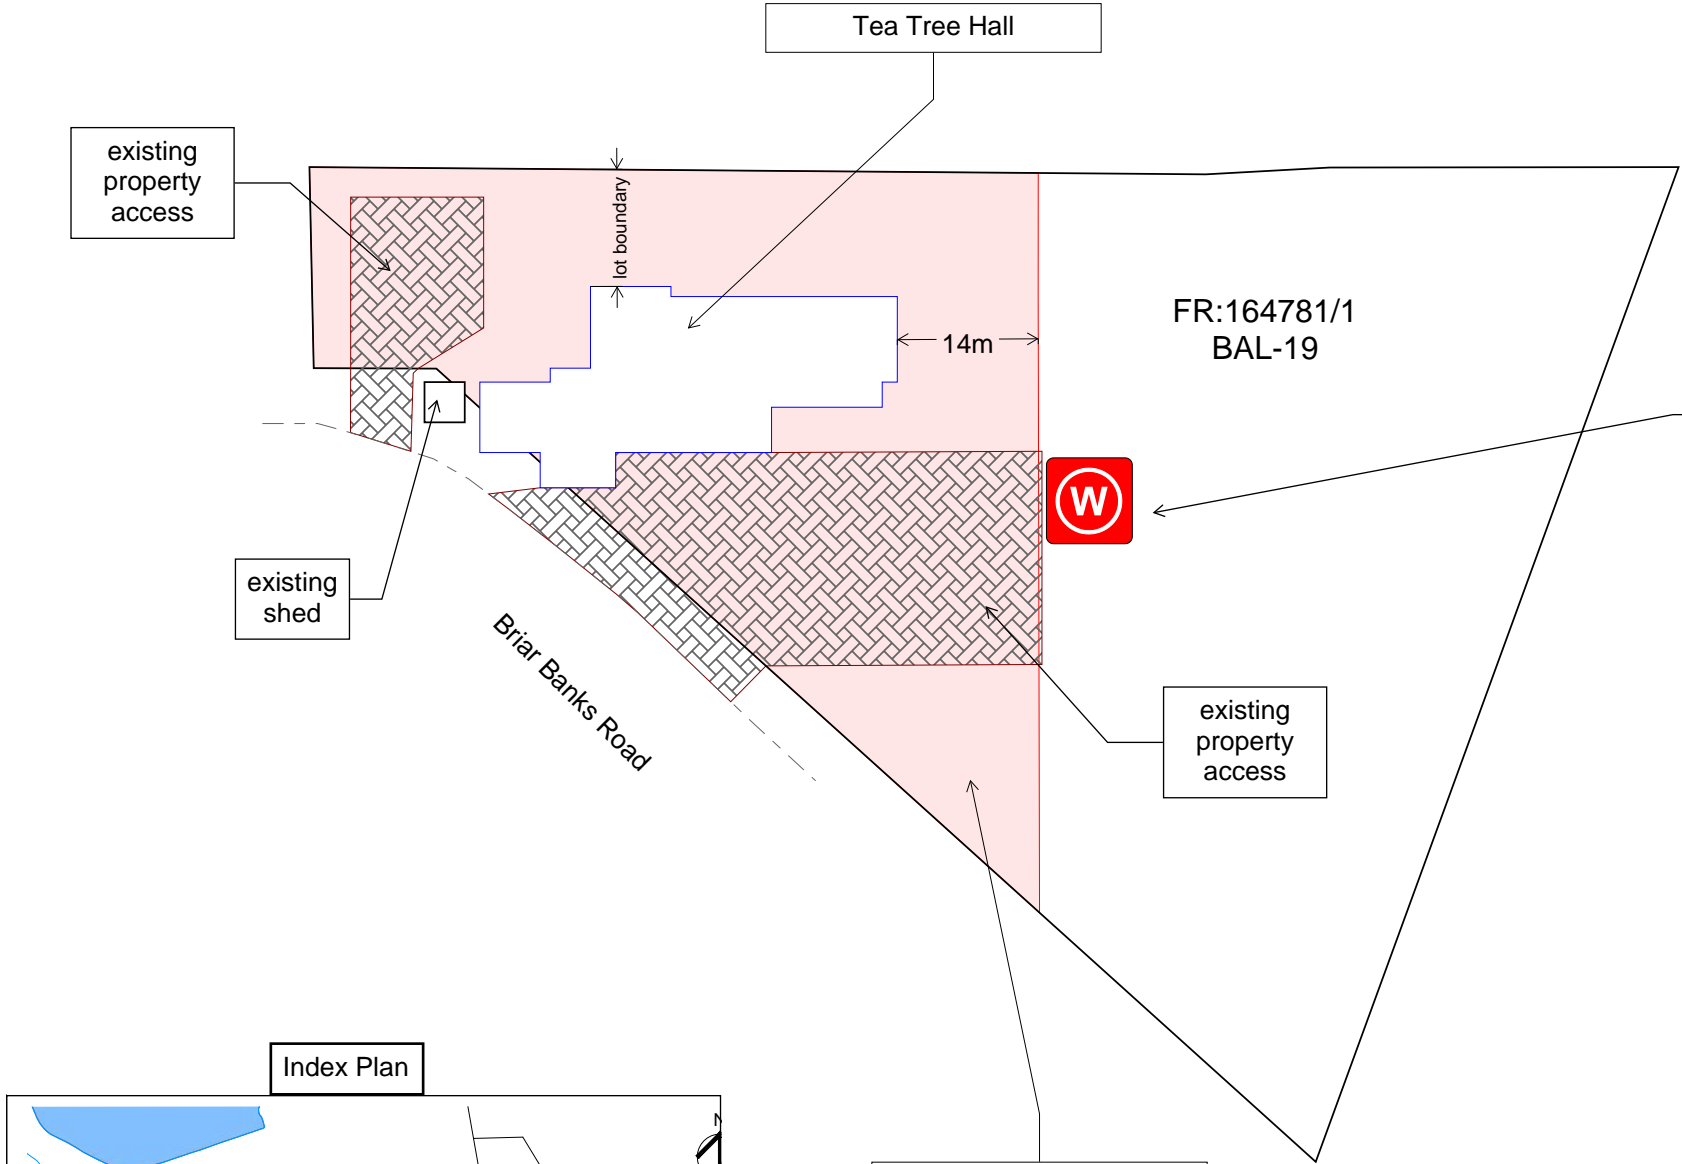 Tea Tree Hall
existing
property
access
lot boundary
FR:164781/1
BAL-19
14m
W
existing
shed
Briar Banks Road
existing
property
access
Index Plan
N